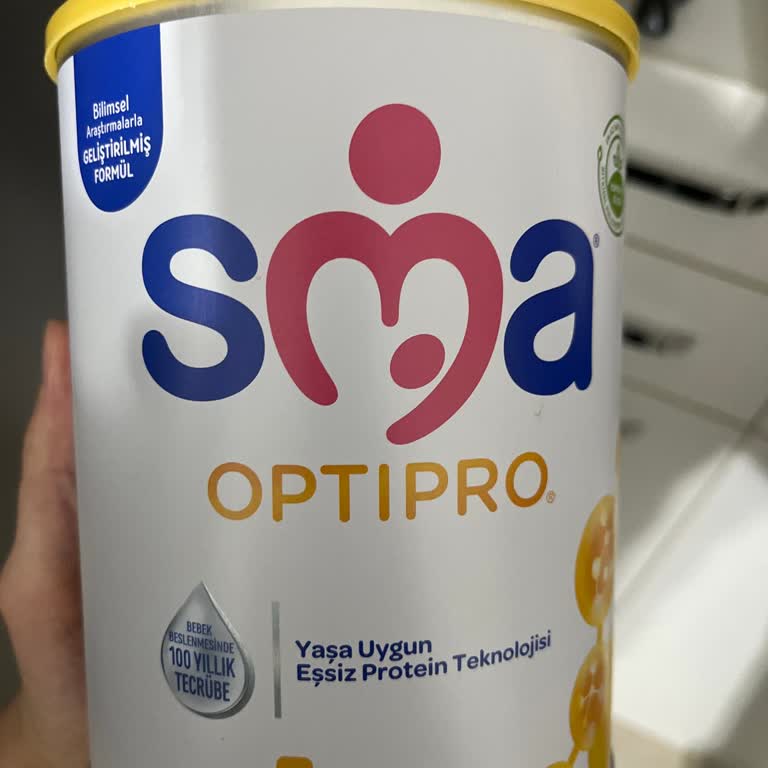 Bilimsel
Araştırmalarla
GELİŞTİRİLMİŞ
FORMÜL
sma®
OPTIPRO®
BEBEK
BESLENMESİNDE
100 YILLIK
TECRÜBE
Yaşa Uygun
Eşsiz Protein Teknolojisi